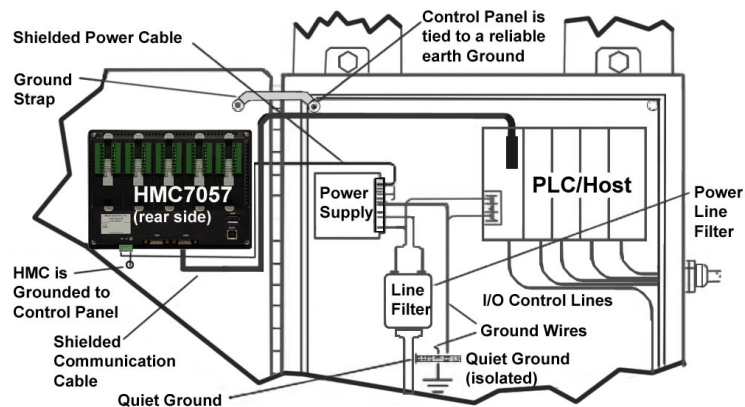 Shielded Power Cable
Control Panel is
tied to a reliable
earth Ground
Ground
Strap
HMC7057
(rear side)
Power
Supply
PLC/Host
Power
Line
Filter
HMC is
Grounded to
Control Panel
Line
Filter
I/O Control Lines
Ground Wires
Shielded
Communication
Cable
Quiet Ground
(isolated)
Quiet Ground